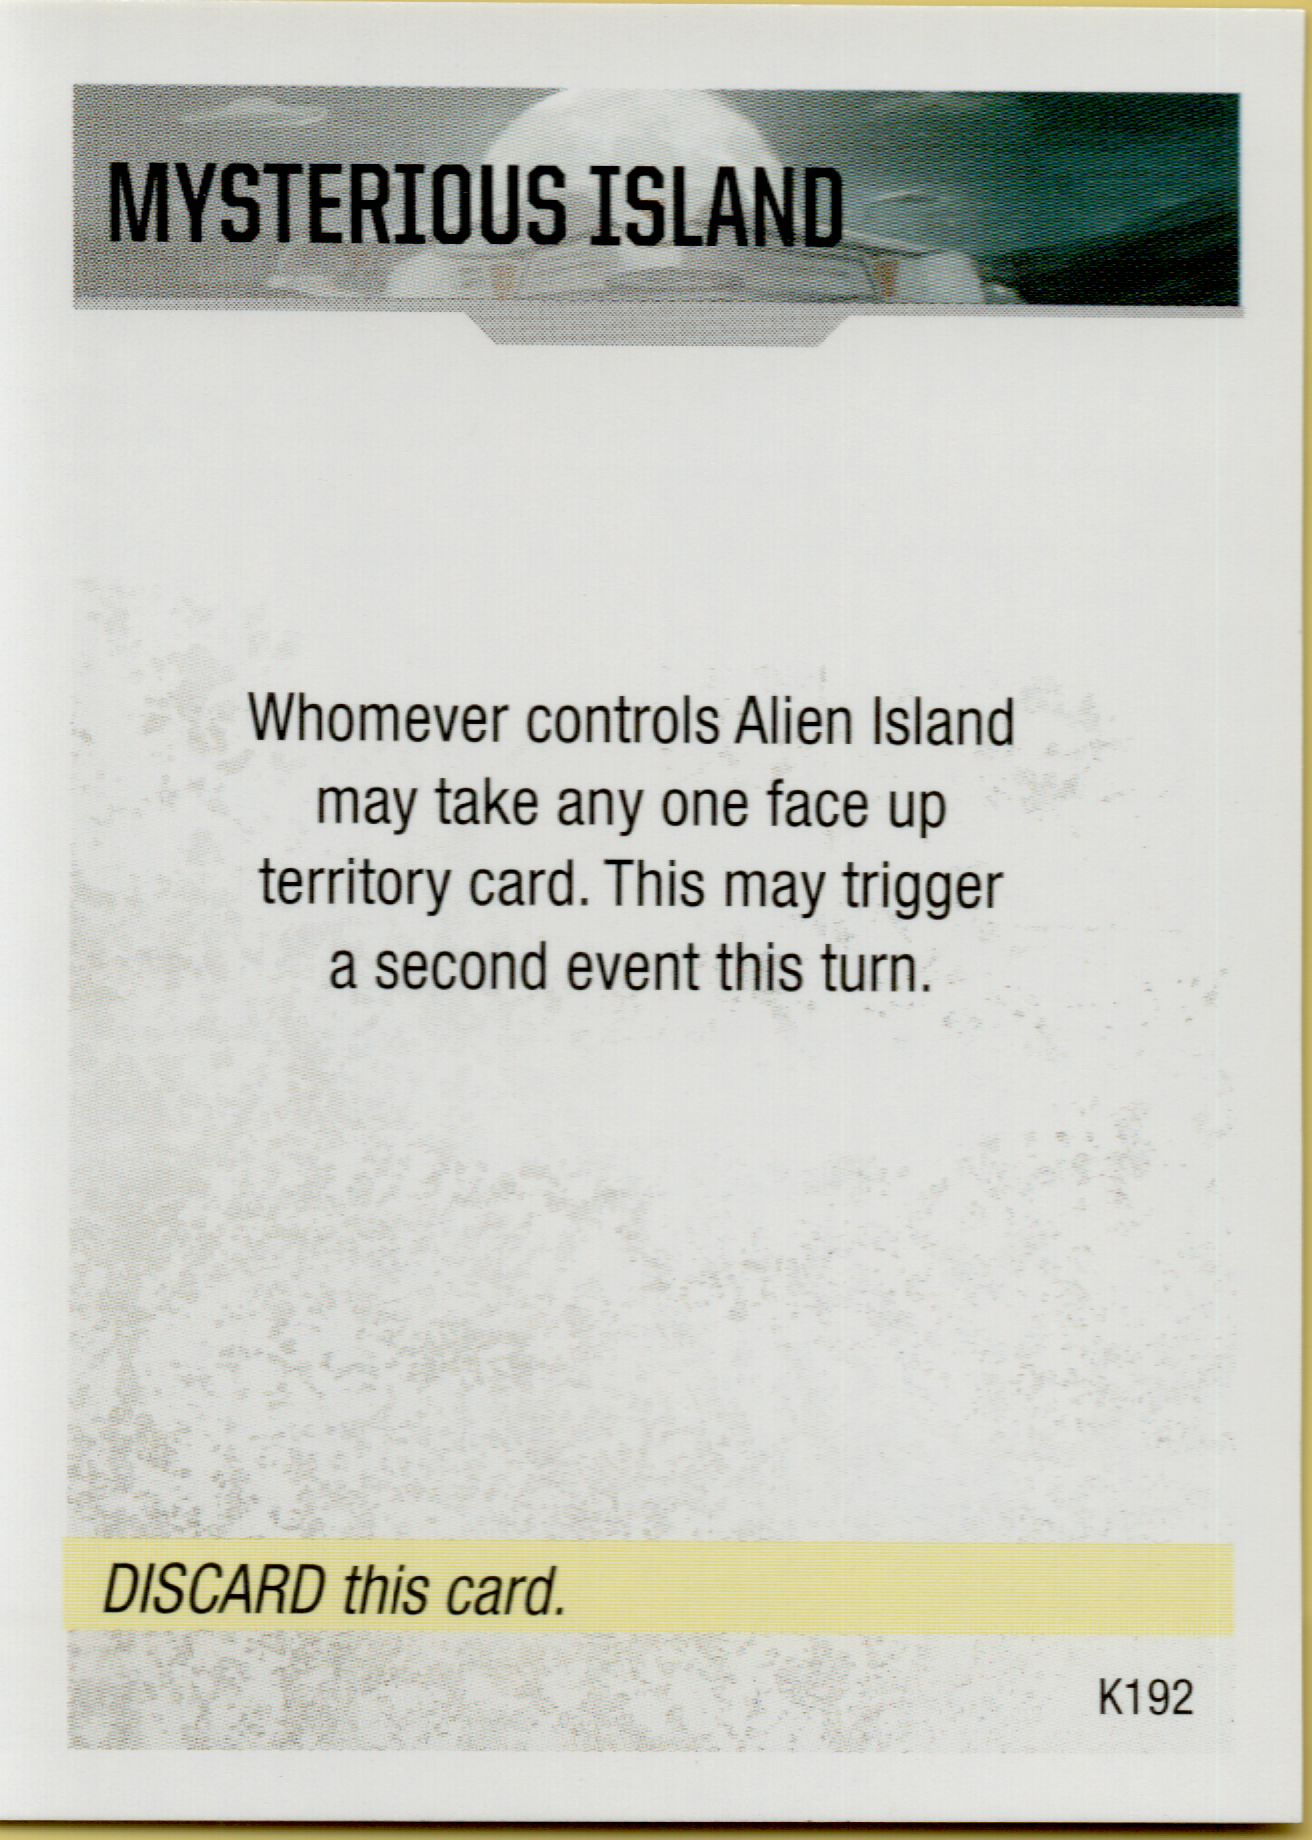 MYSTERIOUS ISLAND
Whomever controls Alien Island
may take any one face up
territory card. This may trigger
a second event this turn.
DISCARD this card.
K192